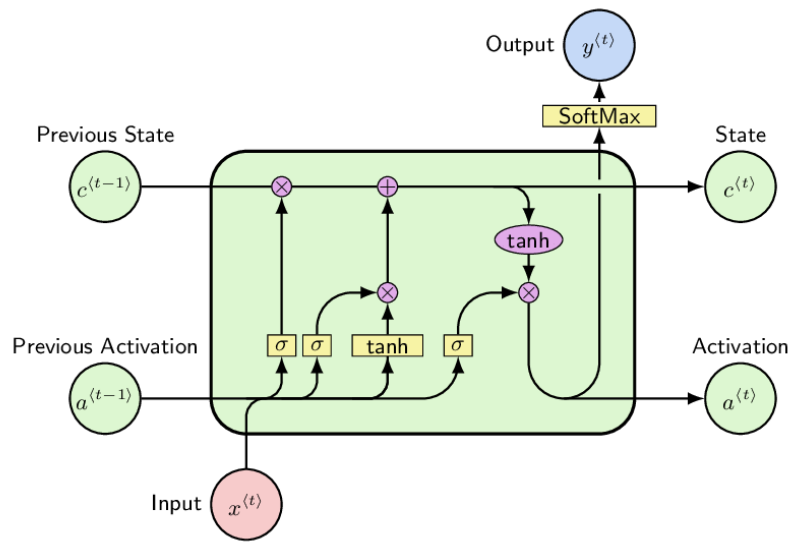 Output
y⟨t⟩
SoftMax
Previous State
State
c⟨t−1⟩
×
+
c⟨t⟩
tanh
×
×
Previous Activation
σ
σ
tanh
σ
Activation
a⟨t−1⟩
a⟨t⟩
Input
x⟨t⟩